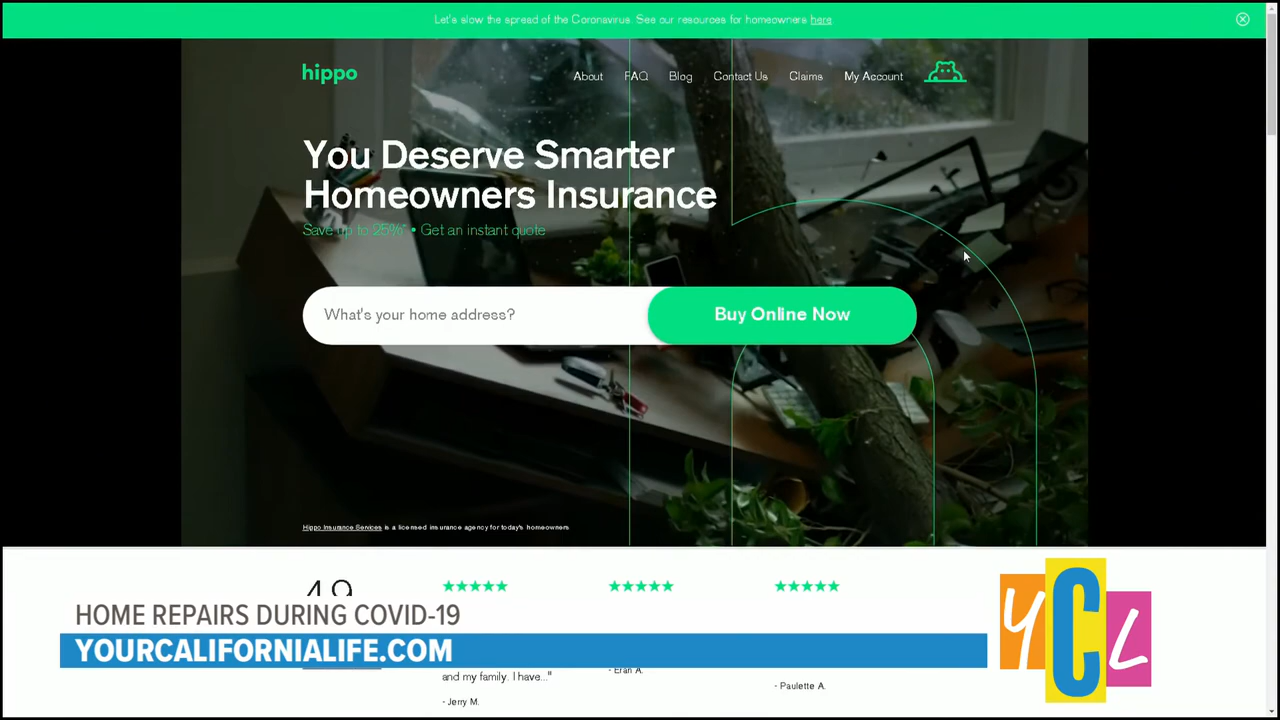 Let's slow the spread of the Coronavirus. See our resources for homeowners here
hippo
About FAQ Blog Contact Us Claims My Account
You Deserve Smarter
Homeowners Insurance
Save up to 25%* • Get an instant quote
What's your home address?
Buy Online Now
Hippo Insurance Services is a licensed insurance agency for today's homeowners
HOME REPAIRS DURING COVID-19
YOURCALIFORNIALIFE.COM
and my family. I have..."
- Jerry M.
- Eran A.
- Paulette A.
YCL